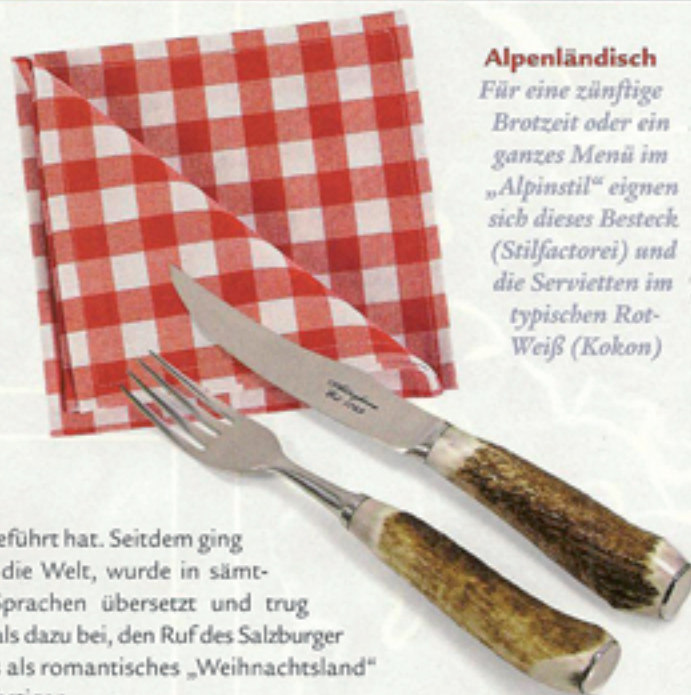 Alpenländisch
Für eine zünftige
Brotzeit oder ein
ganzes Menü im
„Alpinstil“ eignen
sich dieses Besteck
(Stilfactorei) und
die Servietten im
typischen Rot-
Weiß (Kokon)
eführt hat. Seitdem ging
die Welt, wurde in sämt-
prachen übersetzt und trug
als dazu bei, den Ruf des Salzburger
s als romantisches „Weihnachtsland“